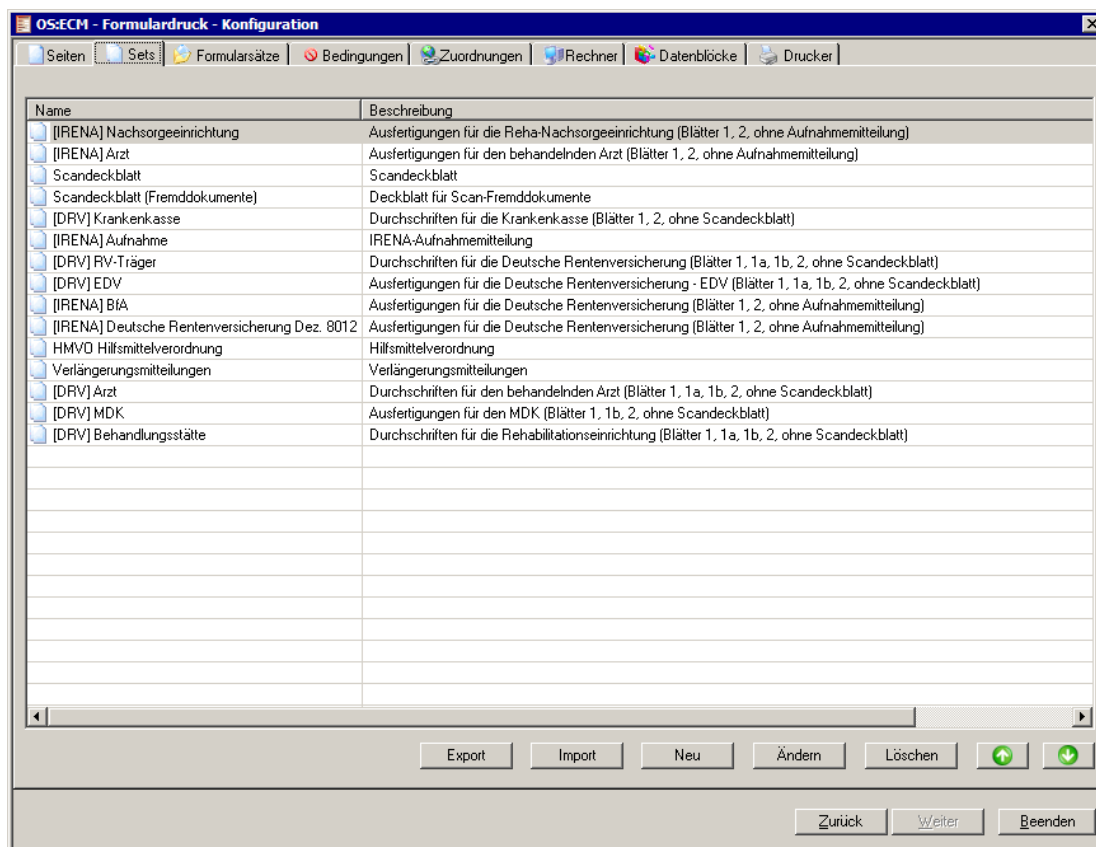 OS:ECM - Formulardruck - Konfiguration
Seiten Sets Formularsätze Bedingungen Zuordnungen Rechner Datenblöcke Drucker
Name Beschreibung
[IRENA] Nachsorgeeinrichtung Ausfertigungen für die Reha-Nachsorgeeinrichtung (Blätter 1, 2, ohne Aufnahmemitteilung)
[IRENA] Arzt Ausfertigungen für den behandelnden Arzt (Blätter 1, 2, ohne Aufnahmemitteilung)
Scandeckblatt Scandeckblatt
Scandeckblatt (Fremddokumente) Deckblatt für Scan-Fremddokumente
[DRV] Krankenkasse Durchschriften für die Krankenkasse (Blätter 1, 2, ohne Scandeckblatt)
[IRENA] Aufnahme IRENA-Aufnahmemitteilung
[DRV] RV-Träger Durchschriften für die Deutsche Rentenversicherung (Blätter 1, 1a, 1b, 2, ohne Scandeckblatt)
[DRV] EDV Ausfertigungen für die Deutsche Rentenversicherung - EDV (Blätter 1, 1a, 1b, 2, ohne Scandeckblatt)
[IRENA] BfA Ausfertigungen für die Deutsche Rentenversicherung (Blätter 1, 2, ohne Aufnahmemitteilung)
[IRENA] Deutsche Rentenversicherung Dez. 8012 Ausfertigungen für die Deutsche Rentenversicherung (Blätter 1, 2, ohne Aufnahmemitteilung)
HMVO Hilfsmittelverordnung Hilfsmittelverordnung
Verlängerungsmitteilungen Verlängerungsmitteilungen
[DRV] Arzt Durchschriften für den behandelnden Arzt (Blätter 1, 1a, 1b, 2, ohne Scandeckblatt)
[DRV] MDK Ausfertigungen für den MDK (Blätter 1, 1b, 2, ohne Scandeckblatt)
[DRV] Behandlungsstätte Durchschriften für die Rehabilitationseinrichtung (Blätter 1, 1a, 1b, 2, ohne Scandeckblatt)
Export Import Neu Ändern Löschen
Zurück Weiter Beenden